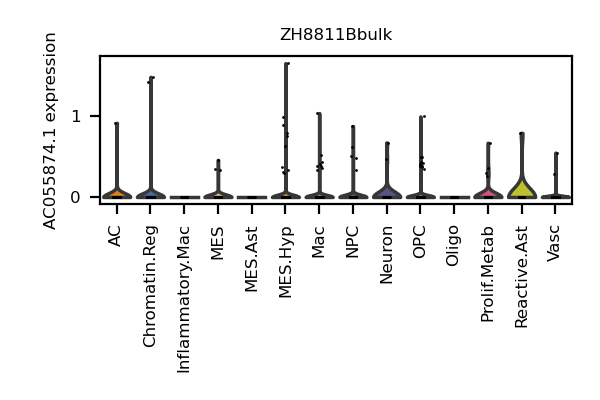 ZH8811Bbulk
AC055874.1 expression
1
0
AC
Chromatin.Reg
Inflammatory.Mac
MES
MES.Ast
MES.Hyp
Mac
NPC
Neuron
OPC
Oligo
Prolif.Metab
Reactive.Ast
Vasc